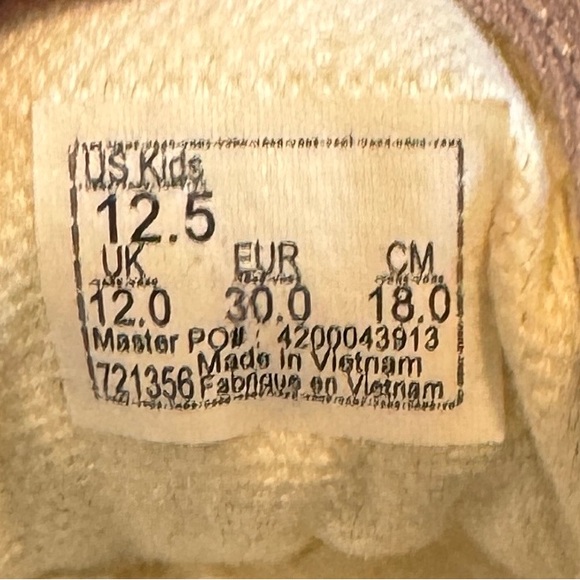 US Kids
12.5
UK EUR CM
12.0 30.0 18.0
Master PO# : 4200043913
Made in Vietnam
721356 Fabrique en Vietnam